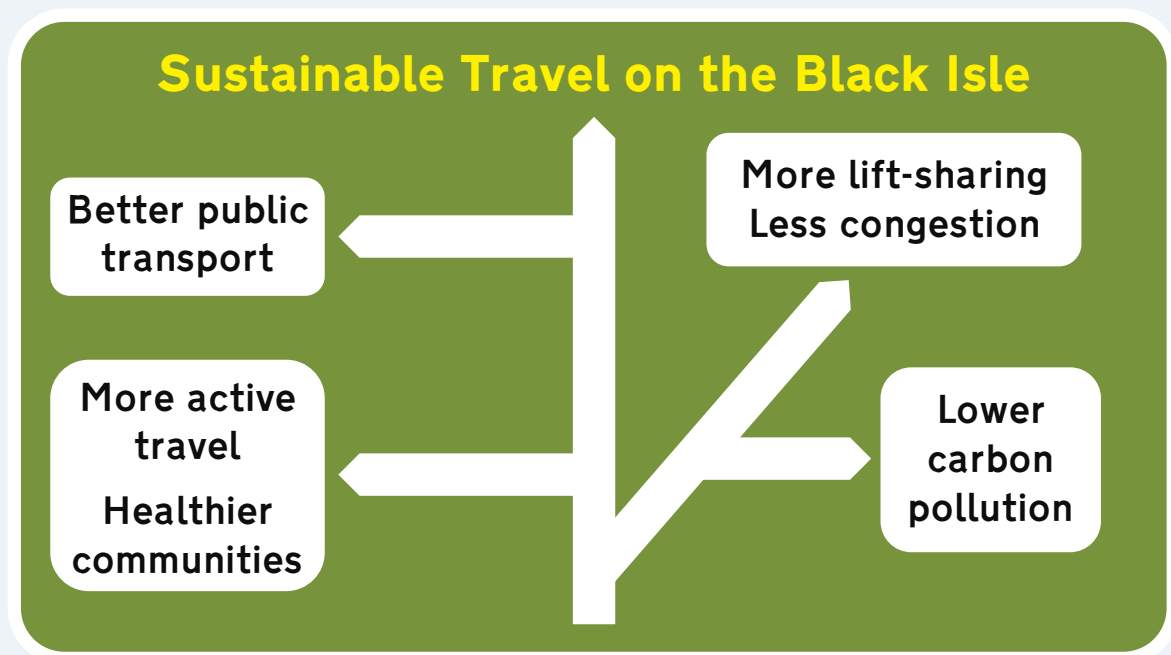 Sustainable Travel on the Black Isle
Better public
transport
More lift-sharing
Less congestion
More active
travel
Healthier
communities
Lower
carbon
pollution